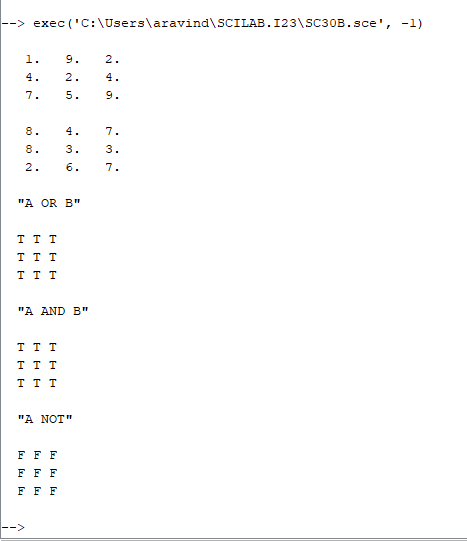 --> exec('C:\Users\aravind\SCILAB.I23\SC30B.sce', -1)
1. 9. 2.
4. 2. 4.
7. 5. 9.
8. 4. 7.
8. 3. 3.
2. 6. 7.
"A OR B"
T T T
T T T
T T T
"A AND B"
T T T
T T T
T T T
"A NOT"
F F F
F F F
F F F
-->